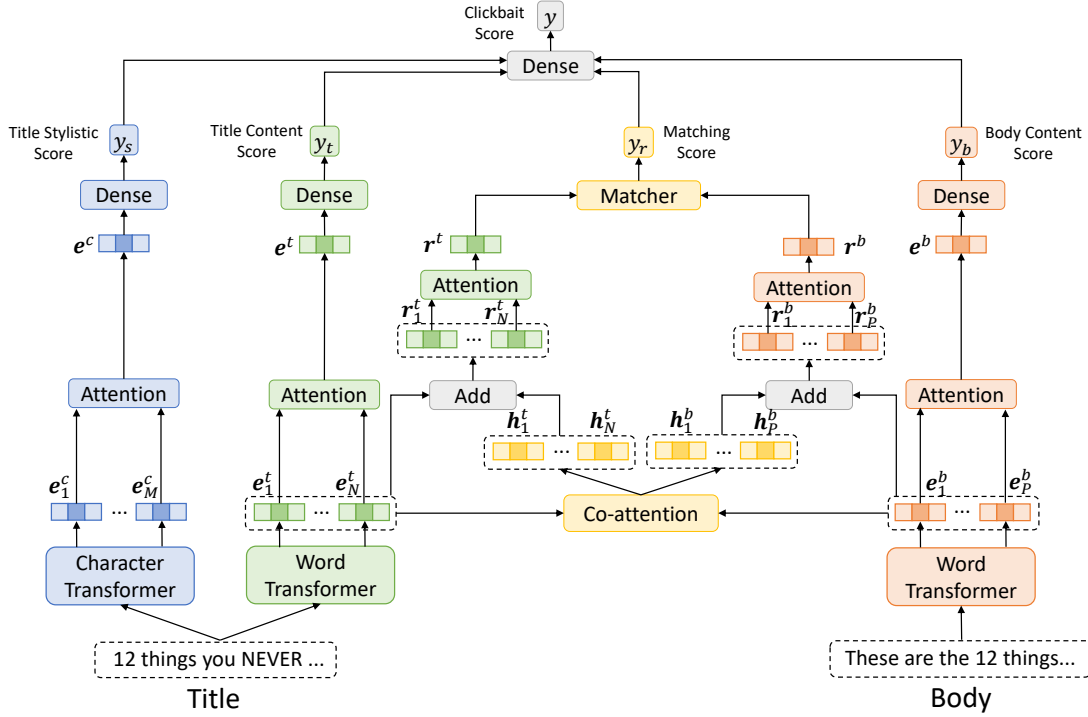 Clickbait
Score
y
Dense
Title Stylistic
Score
y_s
Title Content
Score
y_t
y_r
Matching
Score
y_b
Body Content
Score
Dense
Dense
Matcher
Dense
e^c
e^t
r^t
r^b
e^b
Attention
Attention
r_1^t
r_N^t
r_1^b
r_P^b
...
...
Attention
Attention
Add
Add
Attention
h_1^t
h_N^t
h_1^b
h_P^b
...
...
e_1^c
e_M^c
e_1^t
e_N^t
e_1^b
e_P^b
...
...
Co-attention
...
Character
Transformer
Word
Transformer
Word
Transformer
12 things you NEVER ...
These are the 12 things...
Title
Body